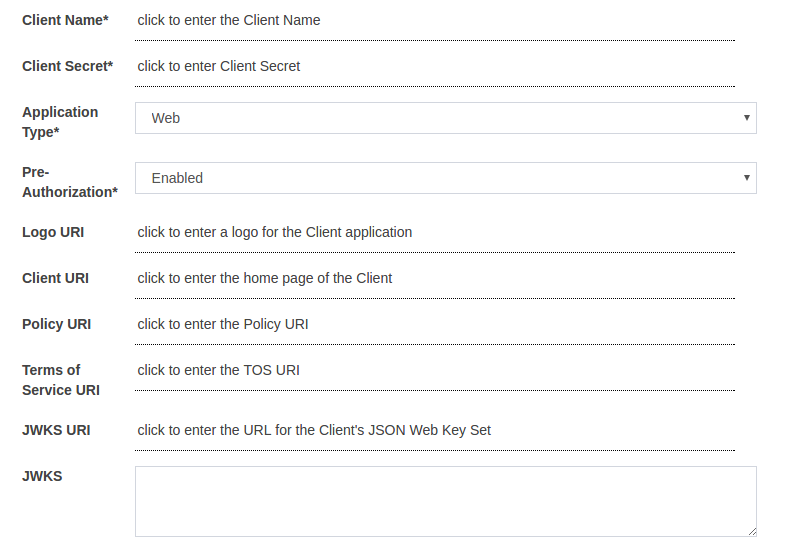 Client Name* click to enter the Client Name
Client Secret* click to enter Client Secret
Application
Type*
Web
Pre-
Authorization*
Enabled
Logo URI click to enter a logo for the Client application
Client URI click to enter the home page of the Client
Policy URI click to enter the Policy URI
Terms of
Service URI
click to enter the TOS URI
JWKS URI click to enter the URL for the Client's JSON Web Key Set
JWKS